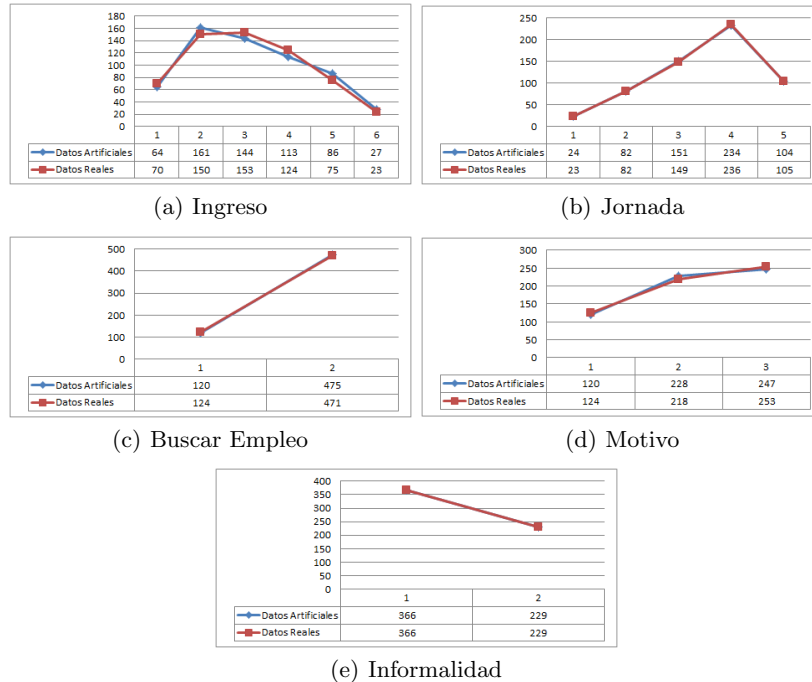 180
160
140
120
100
80
60
40
20
0
1 2 3 4 5 6
Datos Artificiales 64 161 144 113 86 27
Datos Reales 70 150 153 124 75 23
(a) Ingreso
250
200
150
100
50
0
1 2 3 4 5
Datos Artificiales 24 82 151 234 104
Datos Reales 23 82 149 236 105
(b) Jornada
500
400
300
200
100
0
1 2
Datos Artificiales 120 475
Datos Reales 124 471
(c) Buscar Empleo
300
250
200
150
100
50
0
1 2 3
Datos Artificiales 120 228 247
Datos Reales 124 218 253
(d) Motivo
400
350
300
250
200
150
100
50
0
1 2
Datos Artificiales 366 229
Datos Reales 366 229
(e) Informalidad